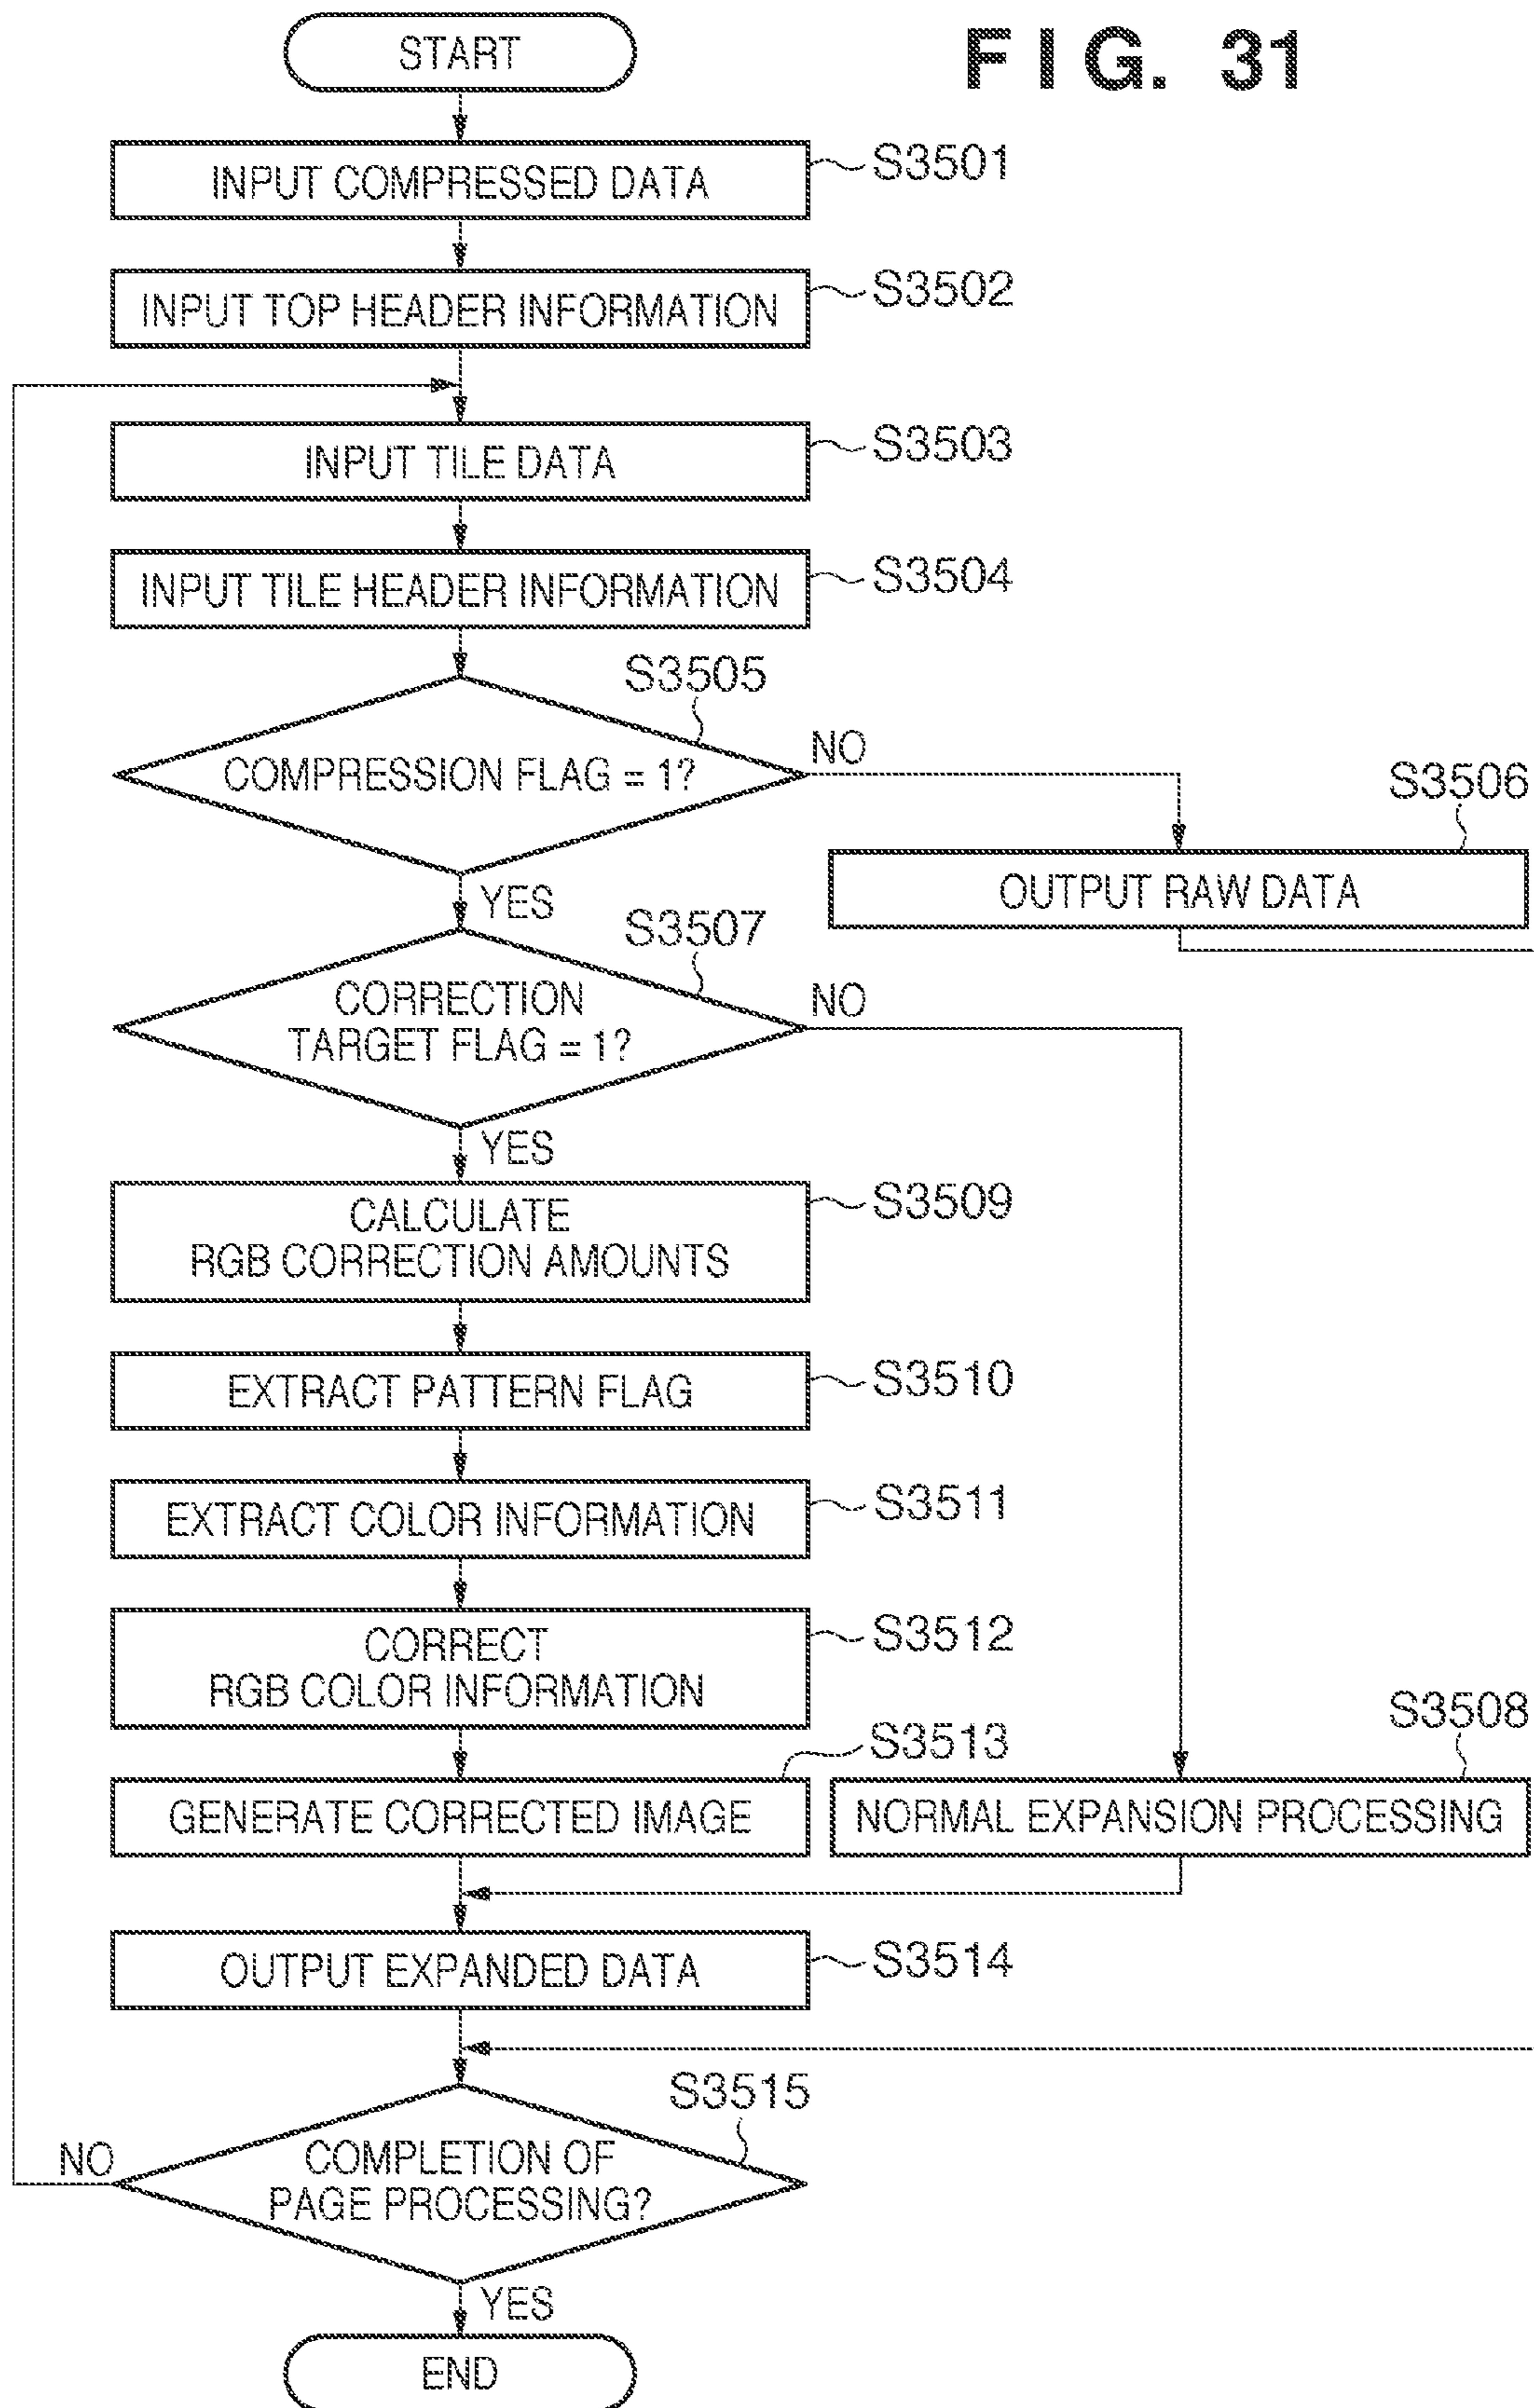 START
FIG. 31
INPUT COMPRESSED DATA
S3501
INPUT TOP HEADER INFORMATION
S3502
INPUT TILE DATA
S3503
INPUT TILE HEADER INFORMATION
S3504
S3505
COMPRESSION FLAG = 1?
NO
S3506
OUTPUT RAW DATA
YES
S3507
CORRECTION
TARGET FLAG = 1?
NO
YES
CALCULATE
RGB CORRECTION AMOUNTS
S3509
EXTRACT PATTERN FLAG
S3510
EXTRACT COLOR INFORMATION
S3511
CORRECT
RGB COLOR INFORMATION
S3512
S3513
GENERATE CORRECTED IMAGE
S3508
NORMAL EXPANSION PROCESSING
OUTPUT EXPANDED DATA
S3514
S3515
COMPLETION OF
PAGE PROCESSING?
NO
YES
END